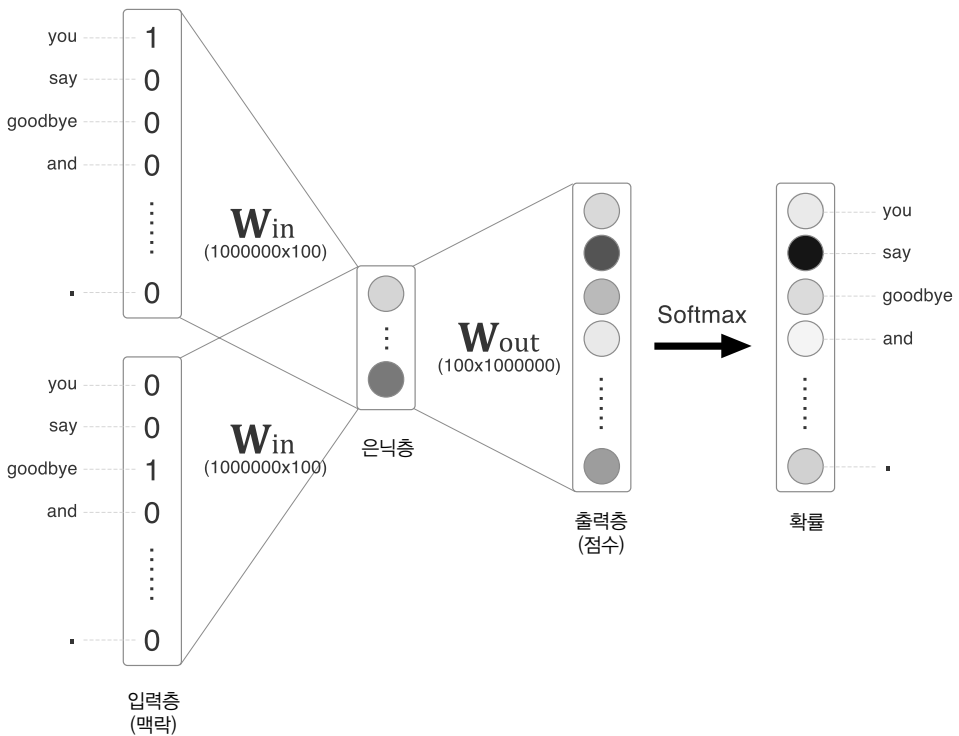 you 1
say 0
goodbye 0
and 0
. 0
Win
(1000000x100)
you 0
say 0
goodbye 1
and 0
. 0
Win
(1000000x100)
입력층
(맥락)
은닉층
Wout
(100x1000000)
출력층
(점수)
Softmax
you
say
goodbye
and
.
확률